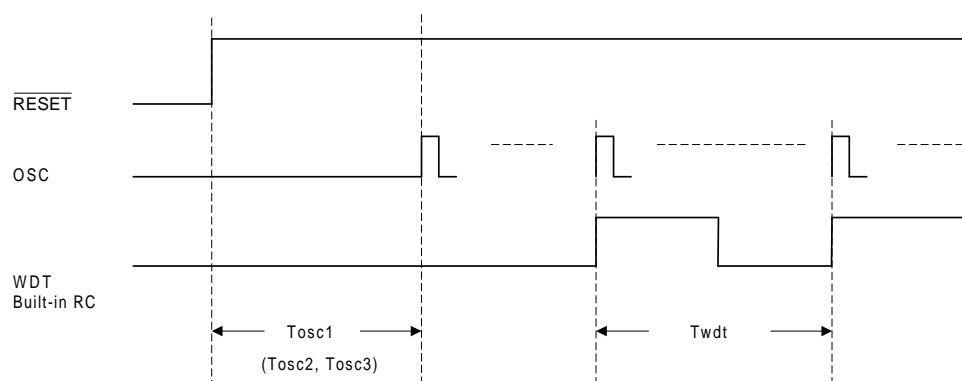 RESET
OSC
WDT
Built-in RC
Tosc1
(Tosc2, Tosc3)
Twdt